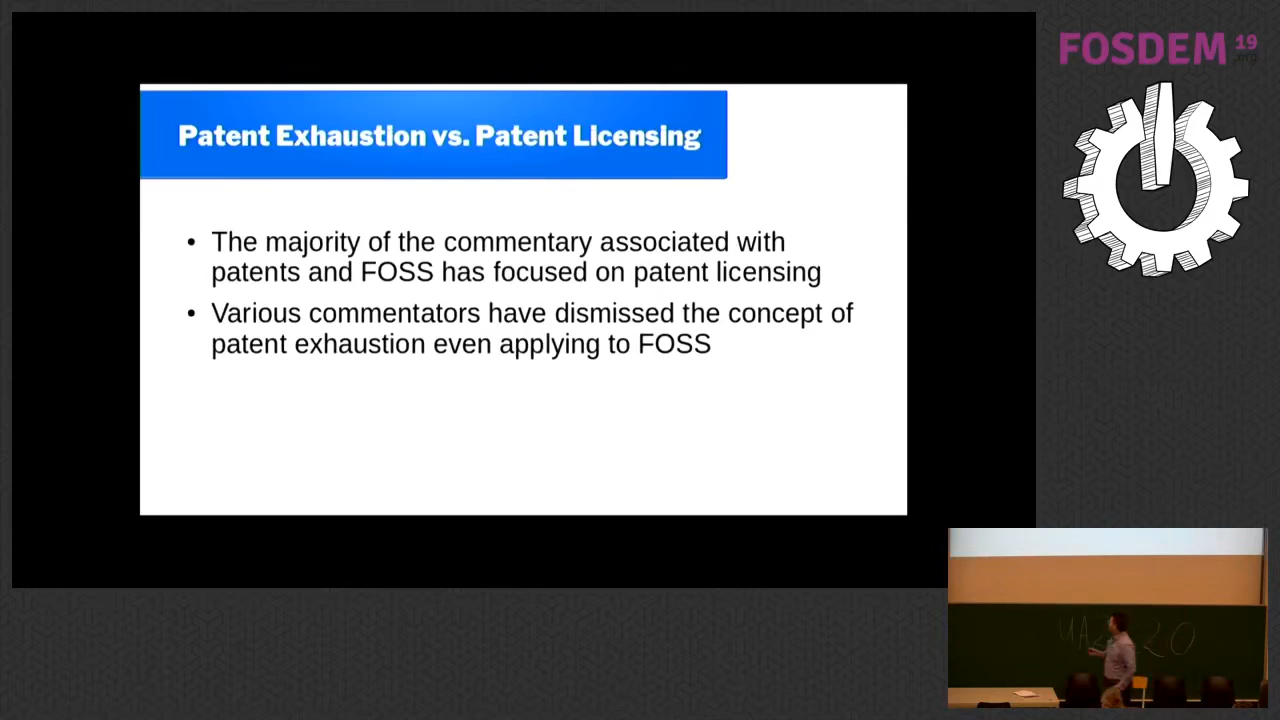 FOSDEM 19
.org
Patent Exhaustion vs. Patent Licensing
• The majority of the commentary associated with
patents and FOSS has focused on patent licensing
• Various commentators have dismissed the concept of
patent exhaustion even applying to FOSS